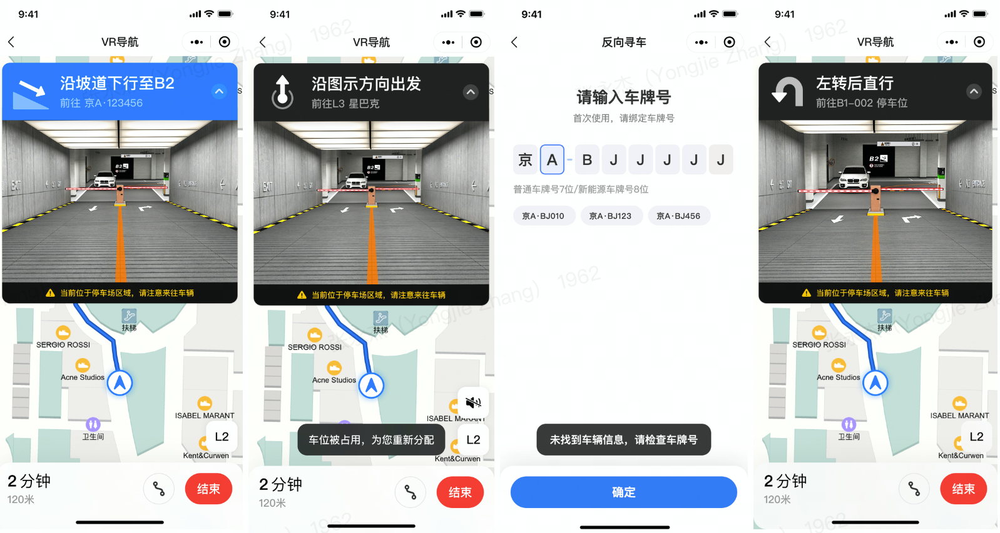 9:41
VR导航
沿坡道下行至B2
前往 京A·123456
EXIT
B2
NO ENTRANCE
当前位于停车场区域，请注意来往车辆
扶梯
SERGIO ROSSI
Acne Studios
ISABEL MARANT
卫生间
L2
Kent&Curwen
2 分钟
120米
结束
9:41
VR导航
沿图示方向出发
前往L3 星巴克
B2
当前位于停车场区域，请注意来往车辆
扶梯
SERGIO ROSSI
Acne Studios
ISABEL MARANT
车位被占用，为您重新分配
L2
Kent&Curwen
2 分钟
120米
结束
9:41
反向寻车
请输入车牌号
首次使用，请绑定车牌号
京 A - B J J J J J
普通车牌号7位/新能源车牌号8位
京A·BJ010 京A·BJ123 京A·BJ456
未找到车辆信息，请检查车牌号
确定
9:41
VR导航
左转后直行
前往B1-002 停车位
B2
NO ENTRANCE
当前位于停车场区域，请注意来往车辆
扶梯
SERGIO ROSSI
Acne Studios
ISABEL MARANT
卫生间
L2
Kent&Curwen
2 分钟
120米
结束
(Yongjie Zhang) 1962